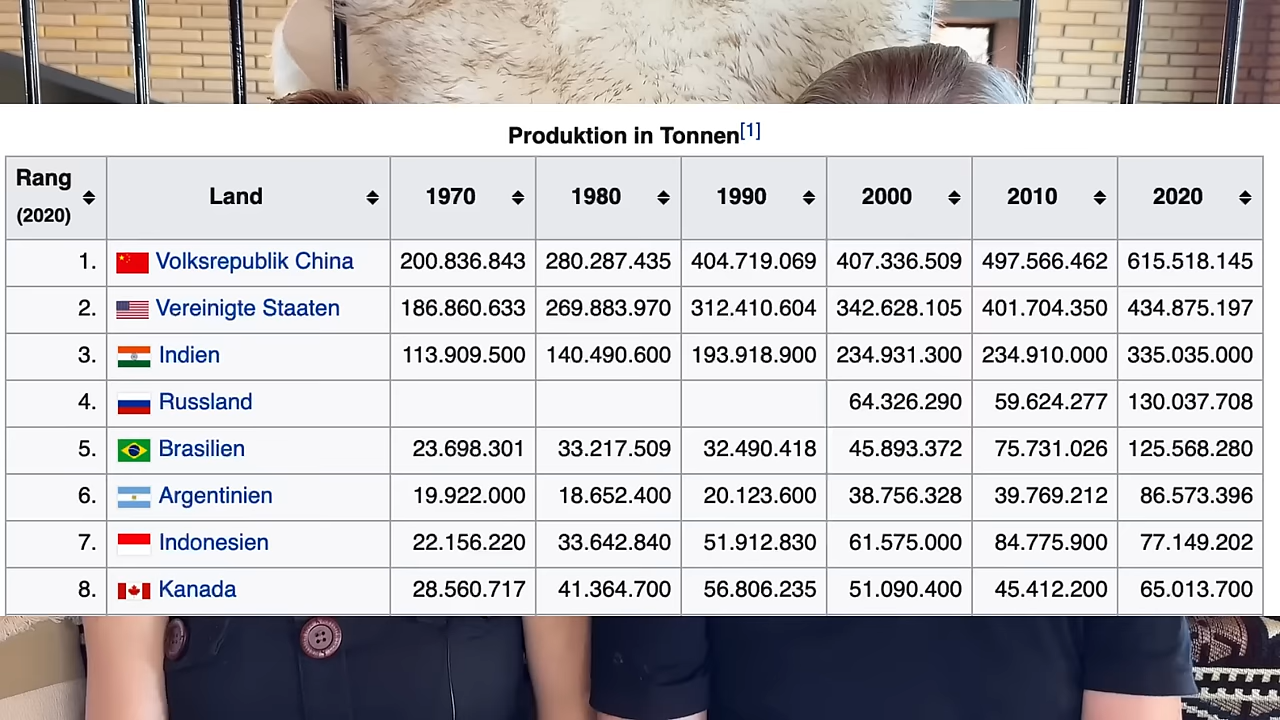 Produktion in Tonnen[1]
Rang (2020) Land 1970 1980 1990 2000 2010 2020
1. Volksrepublik China 200.836.843 280.287.435 404.719.069 407.336.509 497.566.462 615.518.145
2. Vereinigte Staaten 186.860.633 269.883.970 312.410.604 342.628.105 401.704.350 434.875.197
3. Indien 113.909.500 140.490.600 193.918.900 234.931.300 234.910.000 335.035.000
4. Russland 64.326.290 59.624.277 130.037.708
5. Brasilien 23.698.301 33.217.509 32.490.418 45.893.372 75.731.026 125.568.280
6. Argentinien 19.922.000 18.652.400 20.123.600 38.756.328 39.769.212 86.573.396
7. Indonesien 22.156.220 33.642.840 51.912.830 61.575.000 84.775.900 77.149.202
8. Kanada 28.560.717 41.364.700 56.806.235 51.090.400 45.412.200 65.013.700